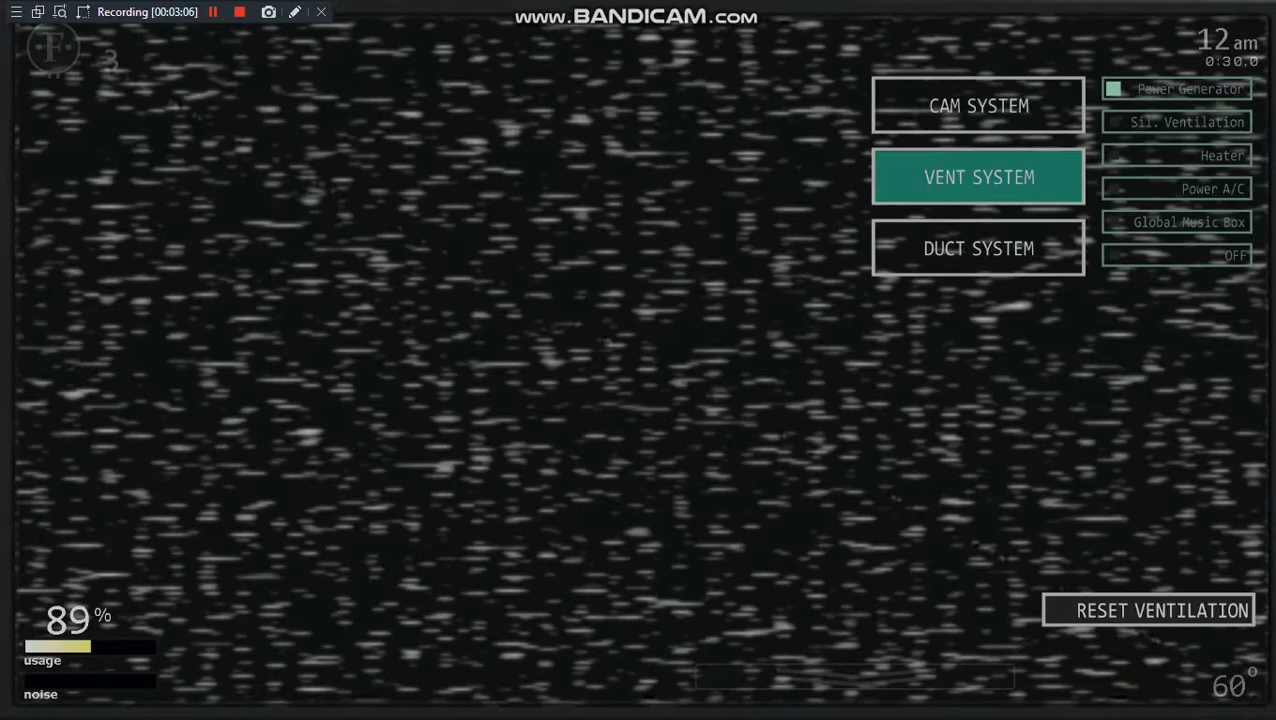 Recording [00:03:06]
www.BANDICAM.com
F
3
12 am
0:30.0
CAM SYSTEM
VENT SYSTEM
DUCT SYSTEM
Power Generator
Sil. Ventilation
Heater
Power A/C
Global Music Box
OFF
89%
usage
noise
RESET VENTILATION
60°